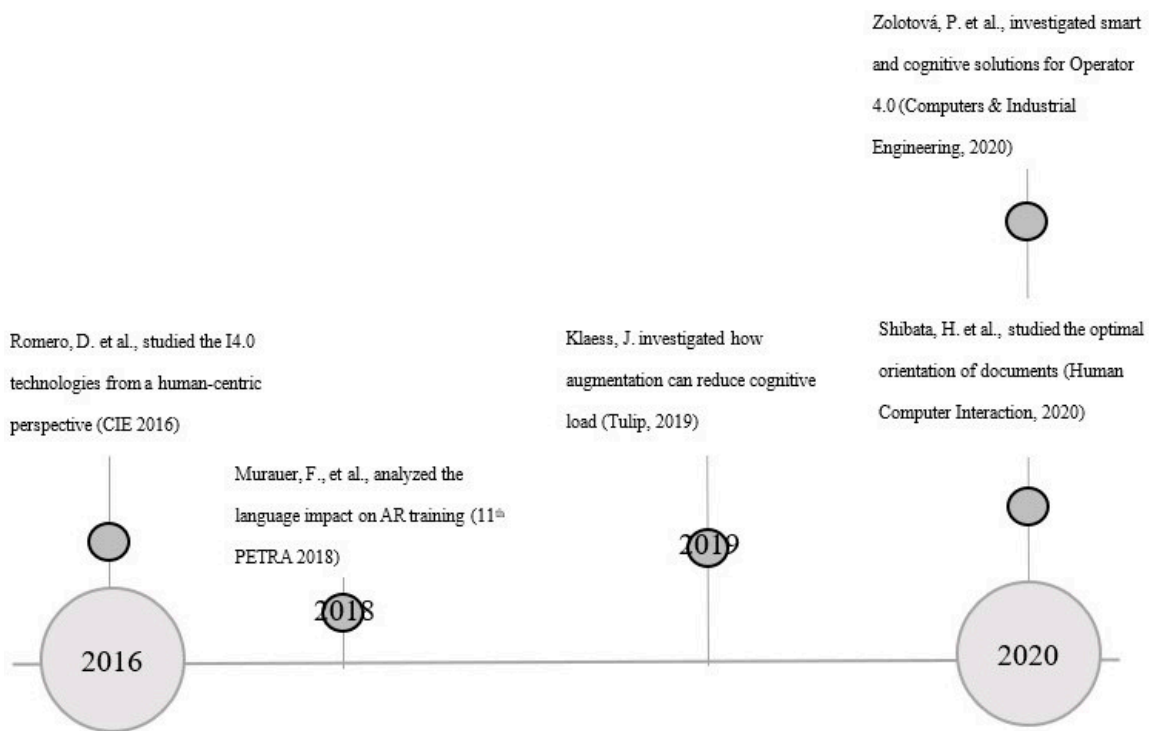 Zolotová, P. et al., investigated smart
and cognitive solutions for Operator
4.0 (Computers & Industrial
Engineering, 2020)
Romero, D. et al., studied the I4.0
technologies from a human-centric
perspective (CIE 2016)
Murauer, F., et al., analyzed the
language impact on AR training (11th
PETRA 2018)
Klaess, J. investigated how
augmentation can reduce cognitive
load (Tulip, 2019)
Shibata, H. et al., studied the optimal
orientation of documents (Human
Computer Interaction, 2020)
2016
2018
2019
2020